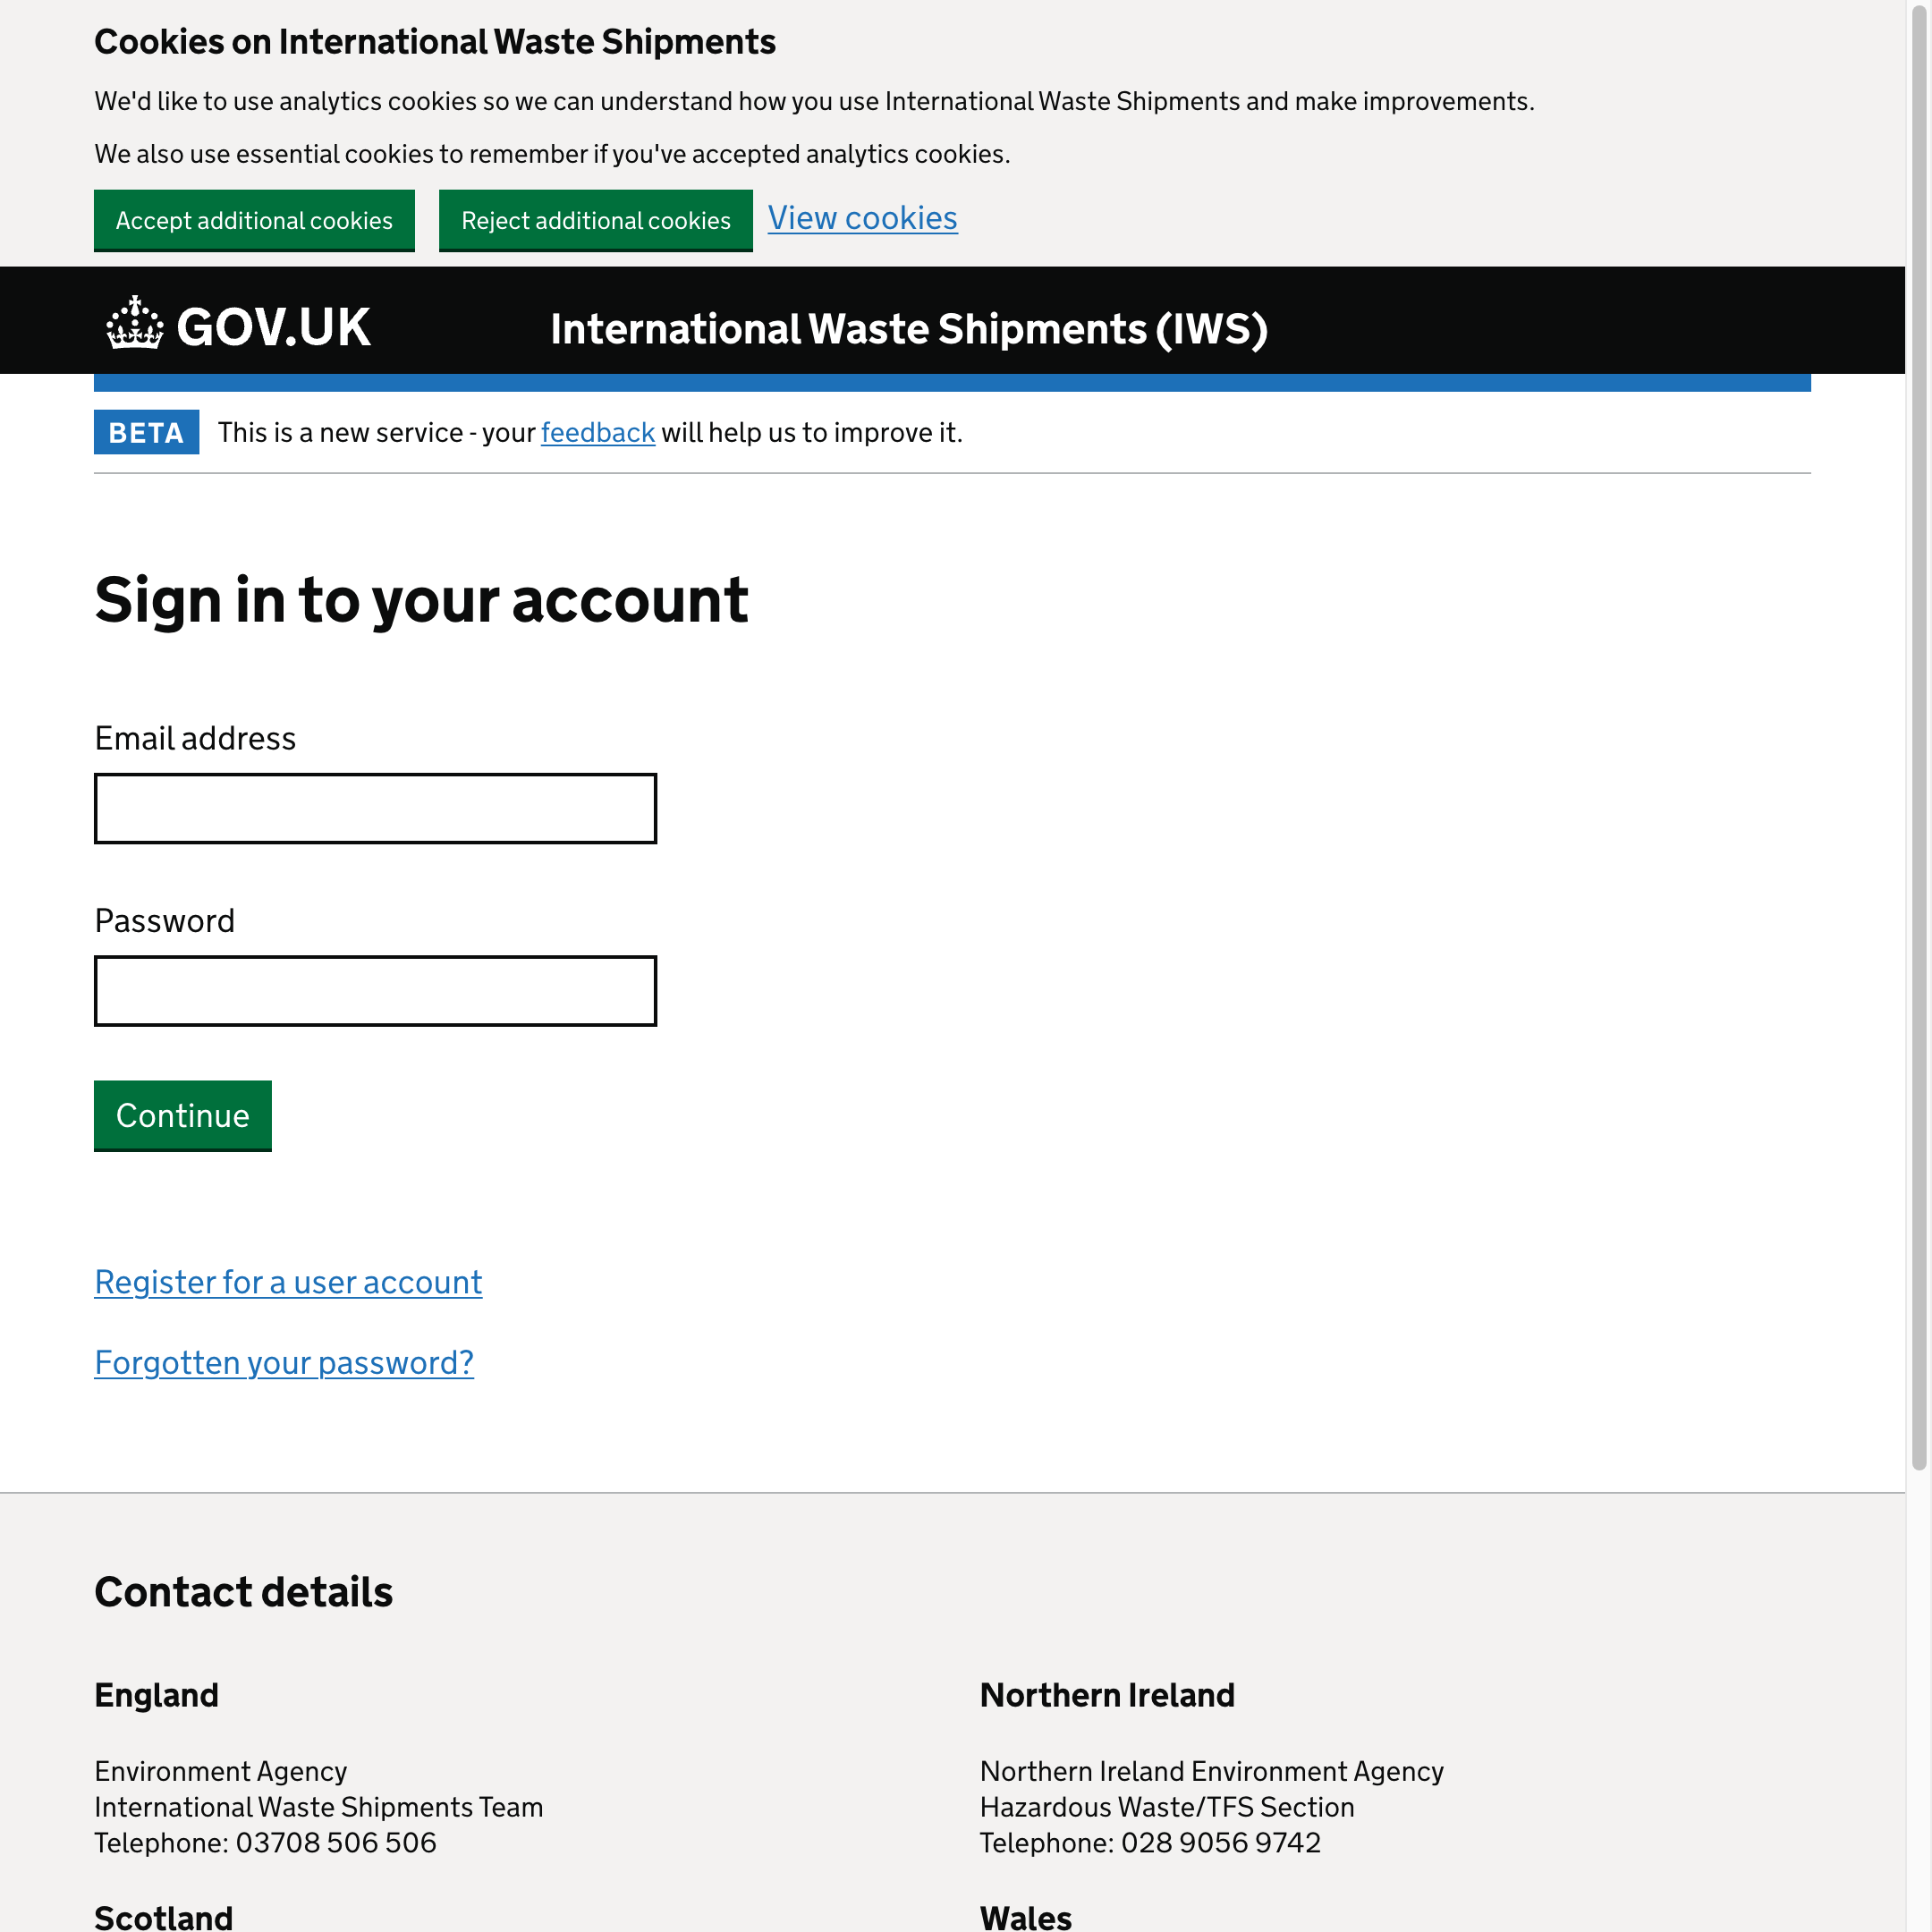 Cookies on International Waste Shipments
We'd like to use analytics cookies so we can understand how you use International Waste Shipments and make improvements.
We also use essential cookies to remember if you've accepted analytics cookies.
Accept additional cookies Reject additional cookies View cookies
GOV.UK International Waste Shipments (IWS)
BETA This is a new service - your feedback will help us to improve it.
Sign in to your account
Email address
Password
Continue
Register for a user account
Forgotten your password?
Contact details
England
Environment Agency
International Waste Shipments Team
Telephone: 03708 506 506
Northern Ireland
Northern Ireland Environment Agency
Hazardous Waste/TFS Section
Telephone: 028 9056 9742
Scotland
Wales